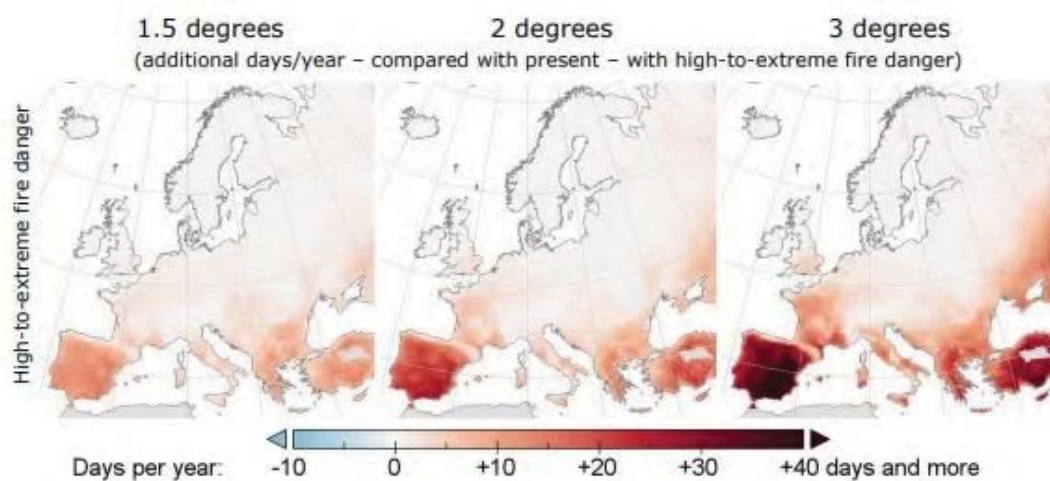 1.5 degrees 2 degrees 3 degrees
(additional days/year – compared with present – with high-to-extreme fire danger)
High-to-extreme fire danger
Days per year: -10 0 +10 +20 +30 +40 days and more